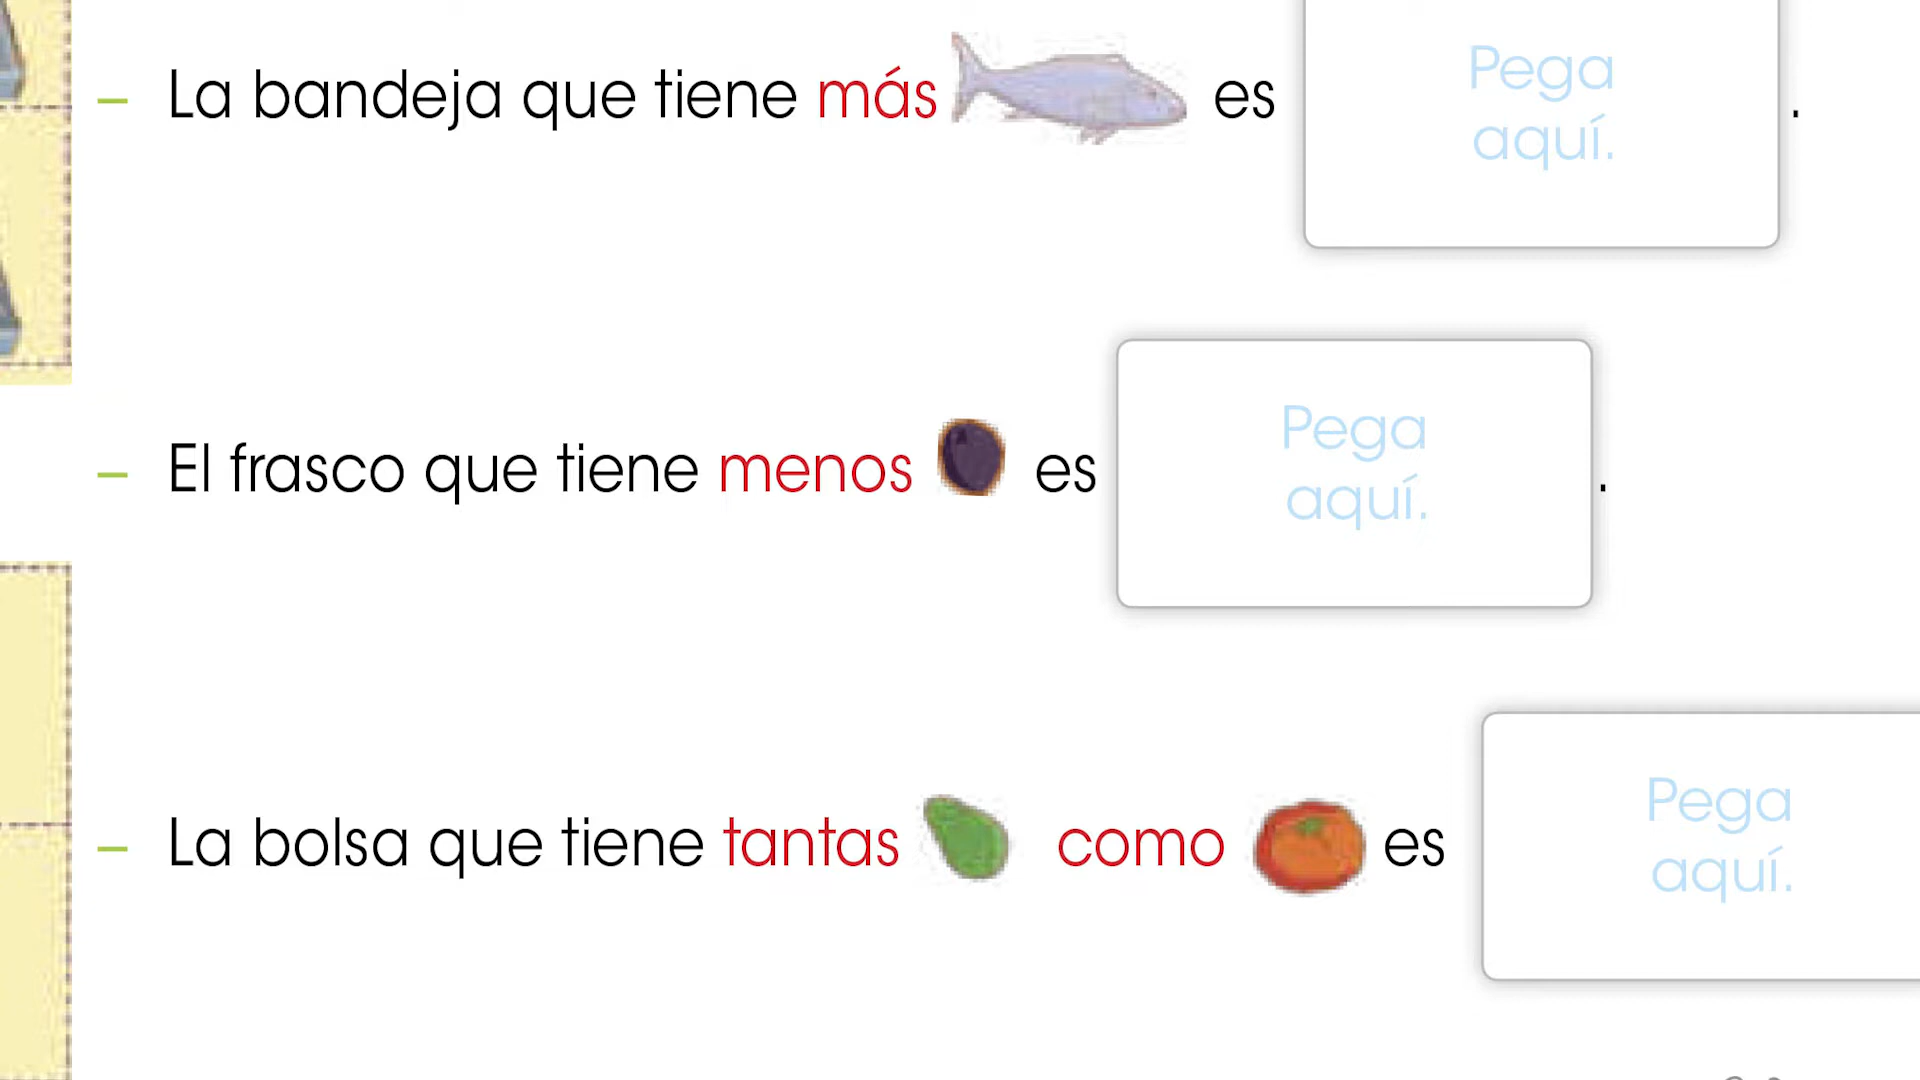 – La bandeja que tiene más es Pega aquí. .
– El frasco que tiene menos es Pega aquí. .
– La bolsa que tiene tantas como es Pega aquí.